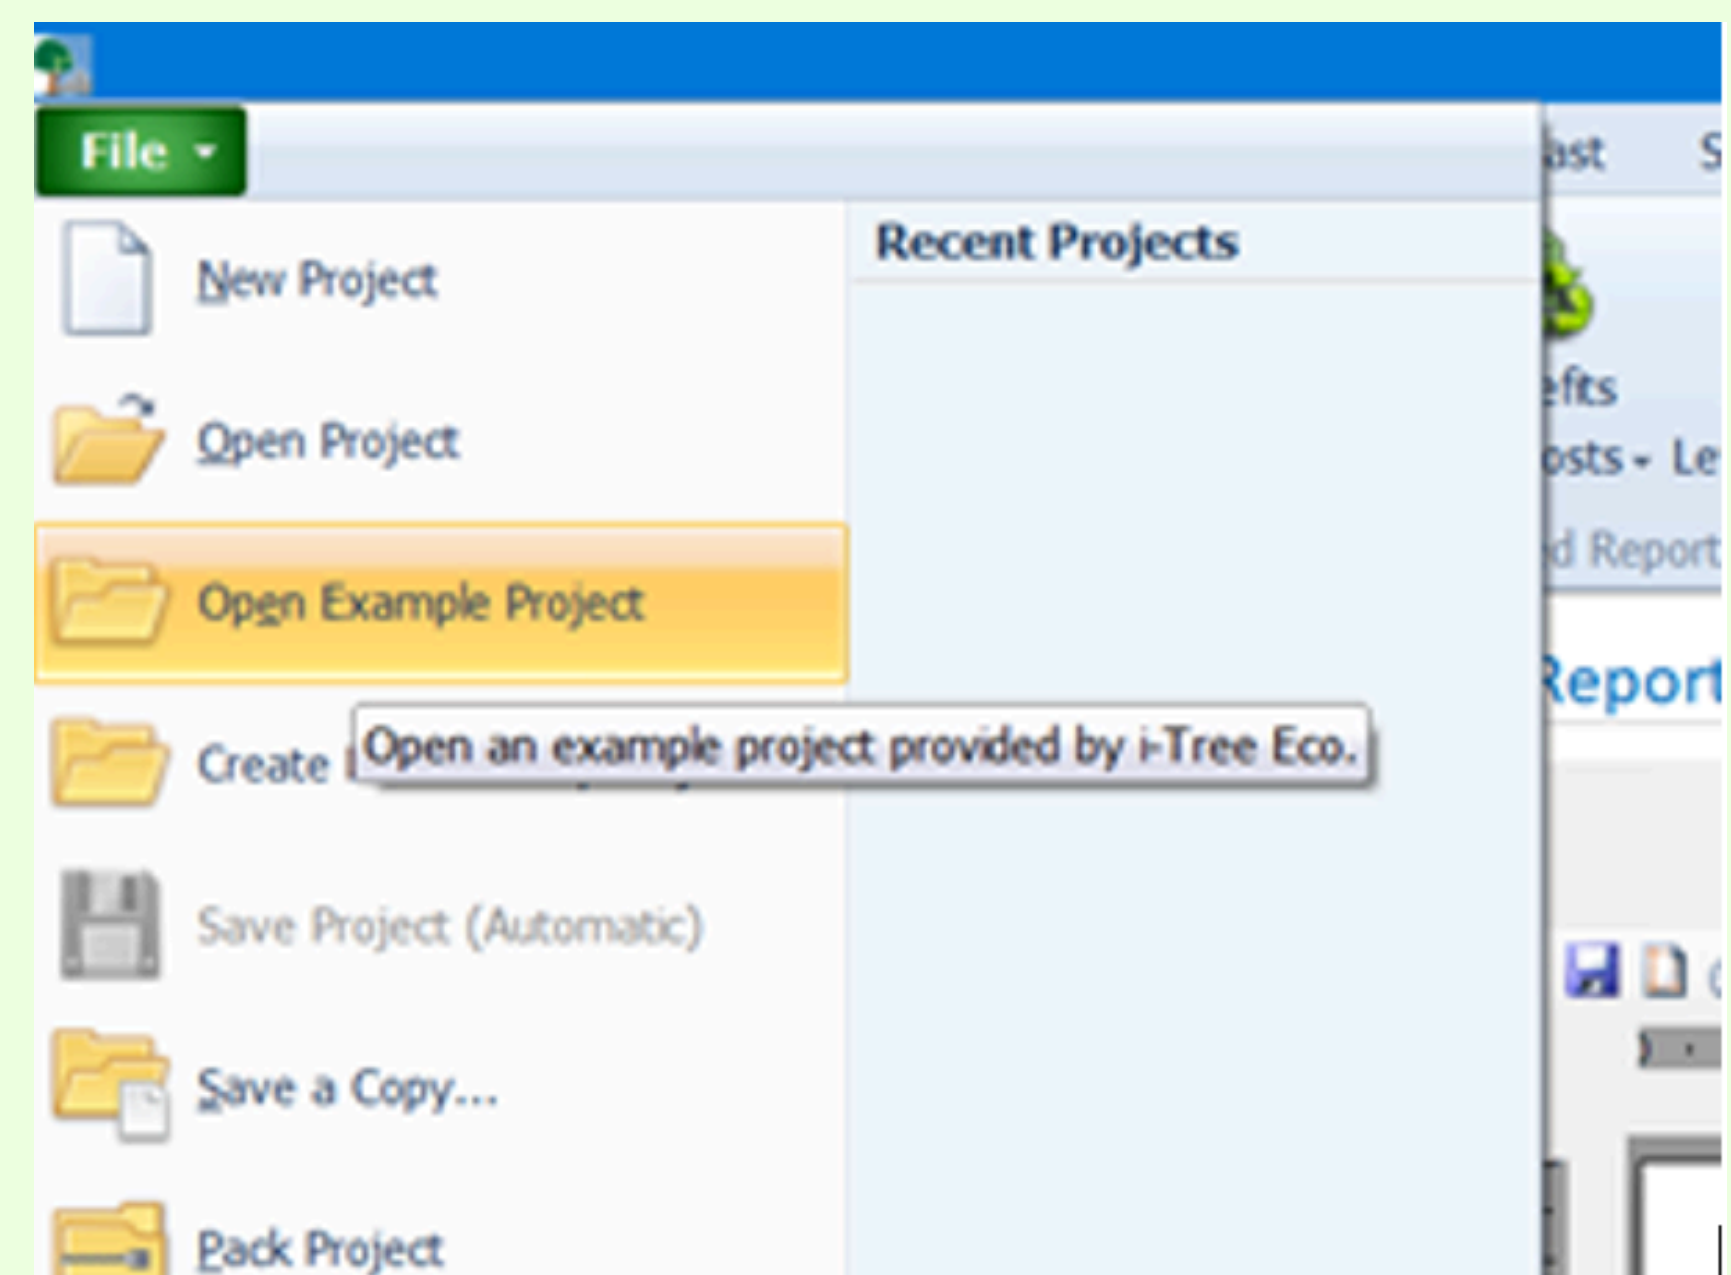 File
ast S
Recent Projects
New Project
efits
Open Project
osts Le
d Report
Open Example Project
Report
Open an example project provided by i-Tree Eco.
Create
Save Project (Automatic)
Save a Copy...
Pack Project